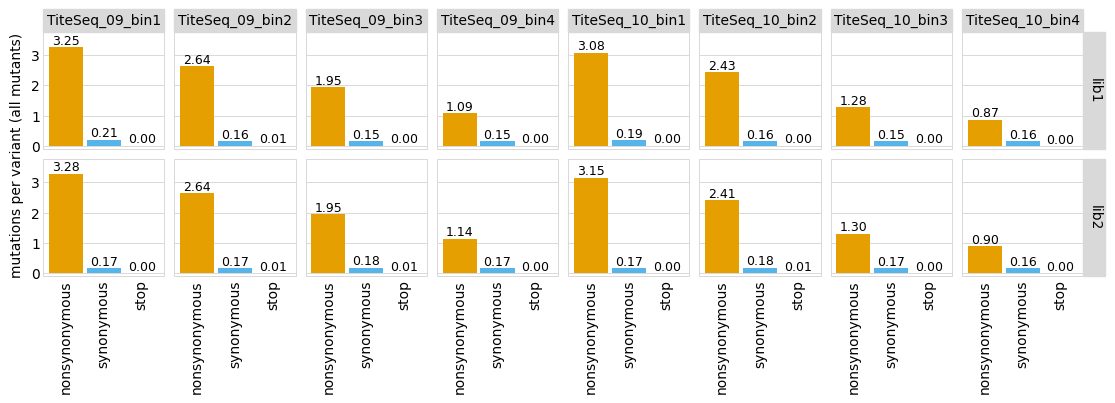 TiteSeq_09_bin1 TiteSeq_09_bin2 TiteSeq_09_bin3 TiteSeq_09_bin4 TiteSeq_10_bin1 TiteSeq_10_bin2 TiteSeq_10_bin3 TiteSeq_10_bin4
mutations per variant (all mutants)
3
2
1
0
3.25 0.21 0.00
2.64 0.16 0.01
1.95 0.15 0.00
1.09 0.15 0.00
3.08 0.19 0.00
2.43 0.16 0.00
1.28 0.15 0.00
0.87 0.16 0.00
lib1
3
2
1
0
3.28 0.17 0.00
2.64 0.17 0.01
1.95 0.18 0.01
1.14 0.17 0.00
3.15 0.17 0.00
2.41 0.18 0.01
1.30 0.17 0.00
0.90 0.16 0.00
lib2
nonsynonymous
synonymous
stop
nonsynonymous
synonymous
stop
nonsynonymous
synonymous
stop
nonsynonymous
synonymous
stop
nonsynonymous
synonymous
stop
nonsynonymous
synonymous
stop
nonsynonymous
synonymous
stop
nonsynonymous
synonymous
stop